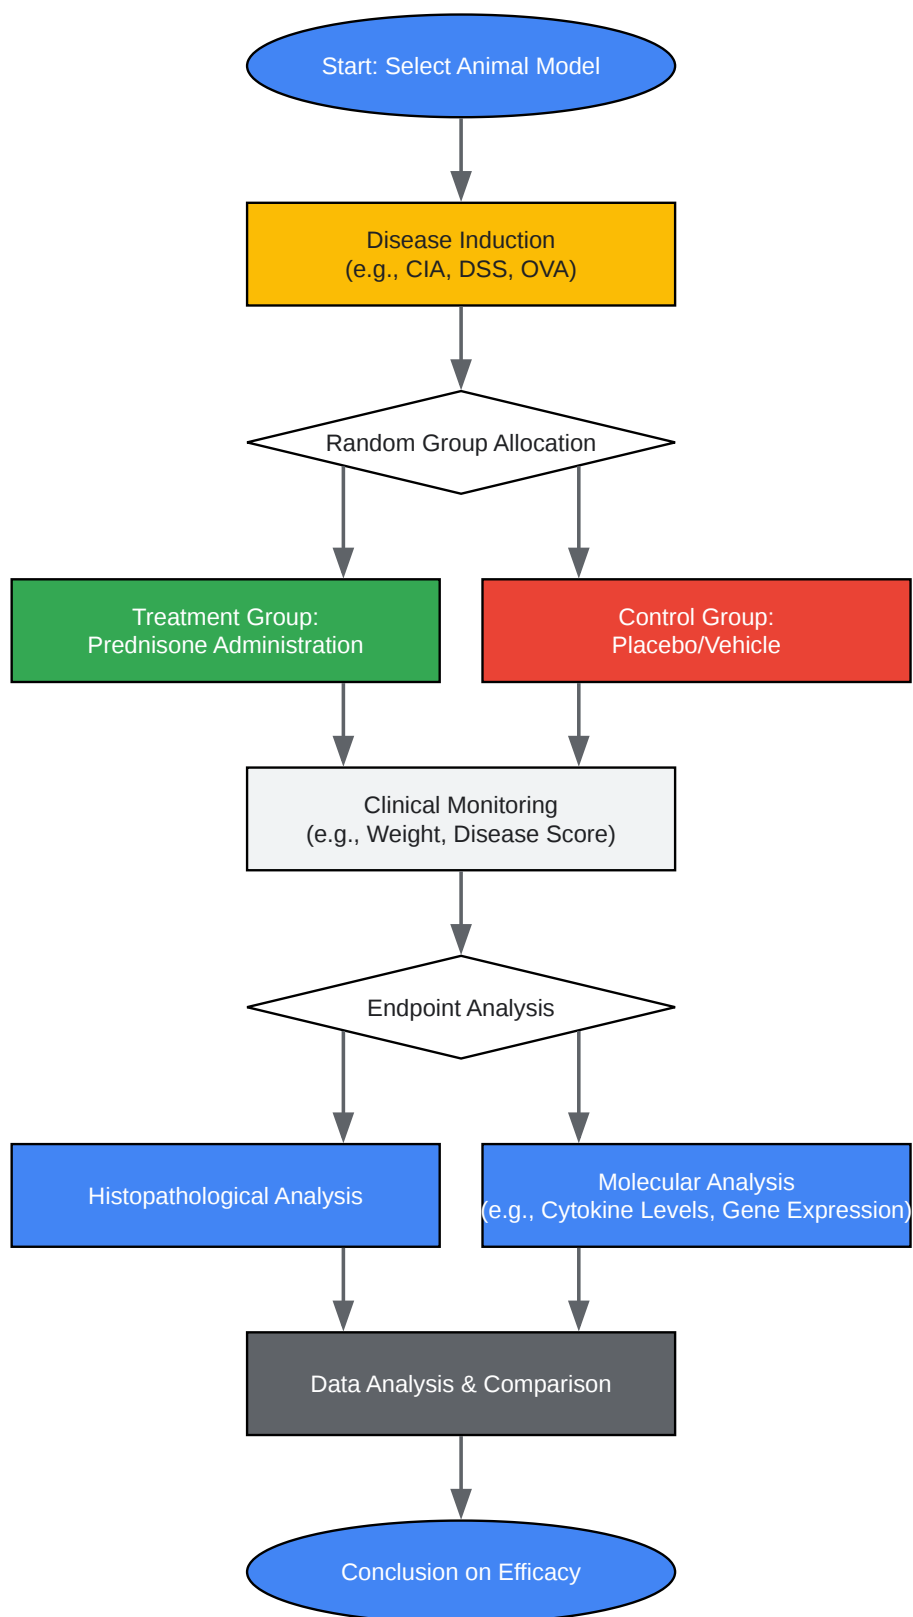 Start: Select Animal Model
Disease Induction
(e.g., CIA, DSS, OVA)
Random Group Allocation
Treatment Group:
Prednisone Administration
Control Group:
Placebo/Vehicle
Clinical Monitoring
(e.g., Weight, Disease Score)
Endpoint Analysis
Histopathological Analysis
Molecular Analysis
(e.g., Cytokine Levels, Gene Expression)
Data Analysis & Comparison
Conclusion on Efficacy